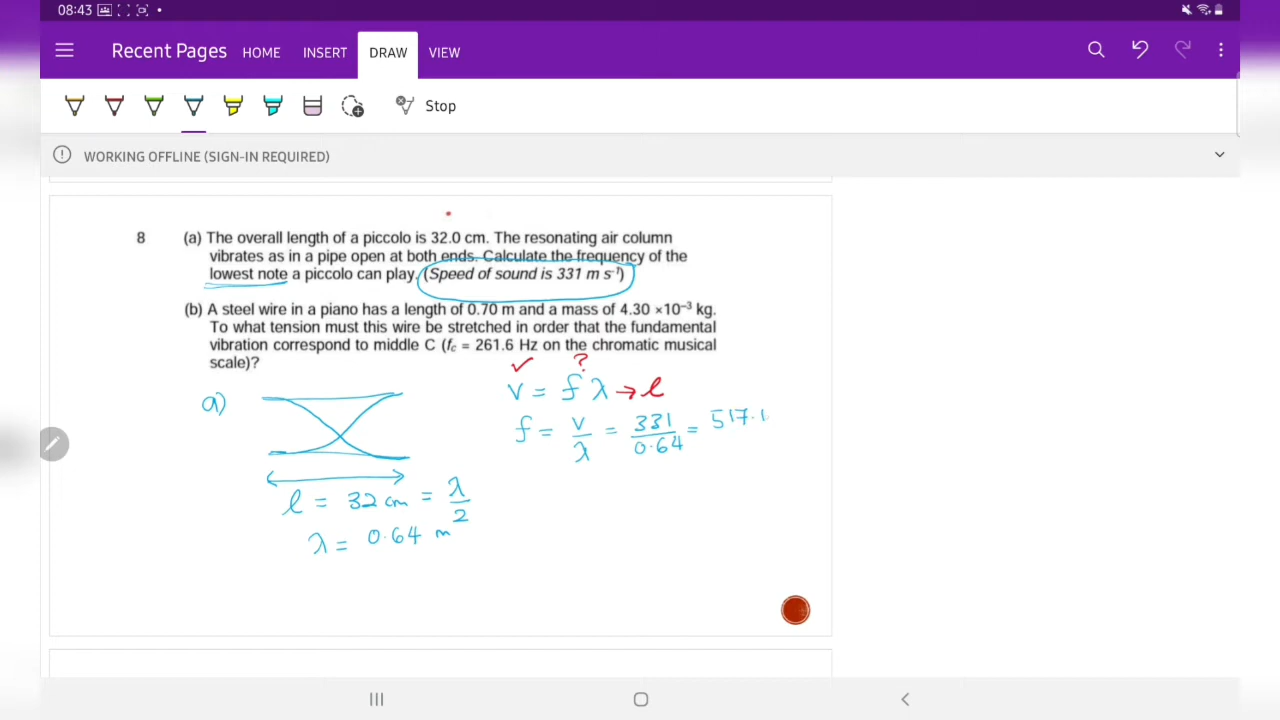 08:43
Recent Pages HOME INSERT DRAW VIEW
Stop
WORKING OFFLINE (SIGN-IN REQUIRED)
8 (a) The overall length of a piccolo is 32.0 cm. The resonating air column
vibrates as in a pipe open at both ends. Calculate the frequency of the
lowest note a piccolo can play. (Speed of sound is 331 m s⁻¹)
(b) A steel wire in a piano has a length of 0.70 m and a mass of 4.30 ×10⁻³ kg.
To what tension must this wire be stretched in order that the fundamental
vibration correspond to middle C (fc = 261.6 Hz on the chromatic musical
scale)?
✓ ?
a) v = f λ → l
f = v/λ = 331/0.64 = 517.1
l = 32 cm = λ/2
λ = 0.64 m